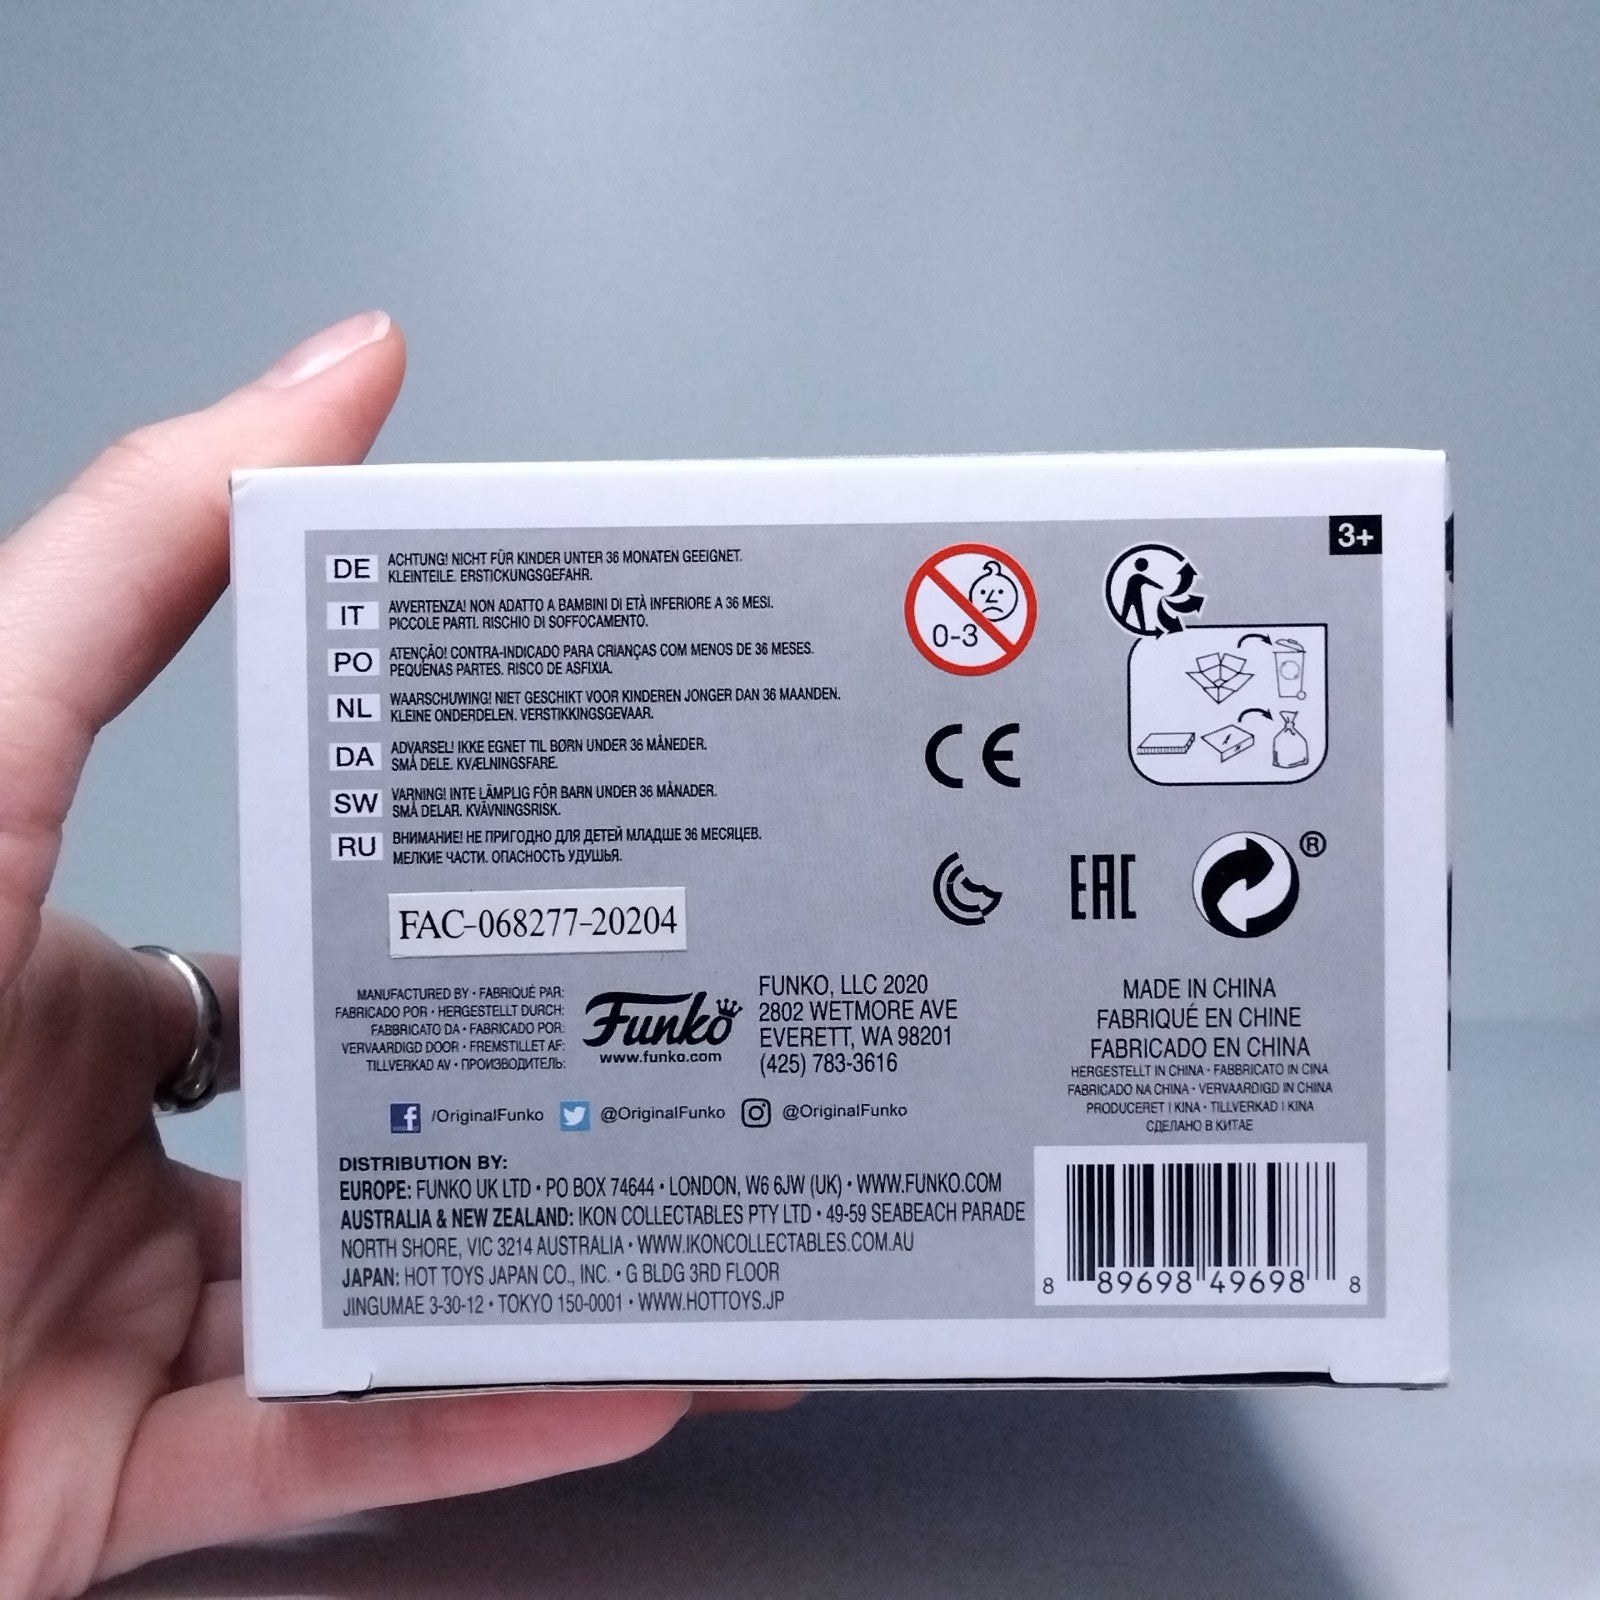 3+
DE ACHTUNG! NICHT FÜR KINDER UNTER 36 MONATEN GEEIGNET.
KLEINTEILE. ERSTICKUNGSGEFAHR.
IT AVVERTENZA! NON ADATTO A BAMBINI DI ETÀ INFERIORE A 36 MESI.
PICCOLE PARTI. RISCHIO DI SOFFOCAMENTO.
PO ATENÇÃO! CONTRA-INDICADO PARA CRIANÇAS COM MENOS DE 36 MESES.
PEQUENAS PARTES. RISCO DE ASFIXIA.
NL WAARSCHUWING! NIET GESCHIKT VOOR KINDEREN JONGER DAN 36 MAANDEN.
KLEINE ONDERDELEN. VERSTIKKINGSGEVAAR.
DA ADVARSEL! IKKE EGNET TIL BØRN UNDER 36 MÅNEDER.
SMÅ DELE. KVÆLNINGSFARE.
SW VARNING! INTE LÄMPLIG FÖR BARN UNDER 36 MÅNADER.
SMÅ DELAR. KVÄVNINGSRISK.
RU ВНИМАНИЕ! НЕ ПРИГОДНО ДЛЯ ДЕТЕЙ МЛАДШЕ 36 МЕСЯЦЕВ.
МЕЛКИЕ ЧАСТИ. ОПАСНОСТЬ УДУШЬЯ.
0-3
CE
EAC
®
FAC-068277-20204
MANUFACTURED BY • FABRIQUÉ PAR:
FABRICADO POR • HERGESTELLT DURCH:
FABBRICATO DA • FABRICADO POR:
VERVAARDIGD DOOR • FREMSTILLET AF:
TILLVERKAD AV • ПРОИЗВОДИТЕЛЬ:
Funko
www.funko.com
FUNKO, LLC 2020
2802 WETMORE AVE
EVERETT, WA 98201
(425) 783-3616
MADE IN CHINA
FABRIQUÉ EN CHINE
FABRICADO EN CHINA
HERGESTELLT IN CHINA • FABBRICATO IN CINA
FABRICADO NA CHINA • VERVAARDIGD IN CHINA
PRODUCERET I KINA • TILLVERKAD I KINA
СДЕЛАНО В КИТАЕ
f /OriginalFunko @OriginalFunko @OriginalFunko
DISTRIBUTION BY:
EUROPE: FUNKO UK LTD • PO BOX 74644 • LONDON, W6 6JW (UK) • WWW.FUNKO.COM
AUSTRALIA & NEW ZEALAND: IKON COLLECTABLES PTY LTD • 49-59 SEABEACH PARADE
NORTH SHORE, VIC 3214 AUSTRALIA • WWW.IKONCOLLECTABLES.COM.AU
JAPAN: HOT TOYS JAPAN CO., INC. • G BLDG 3RD FLOOR
JINGUMAE 3-30-12 • TOKYO 150-0001 • WWW.HOTTOYS.JP
8 89698 49698 8